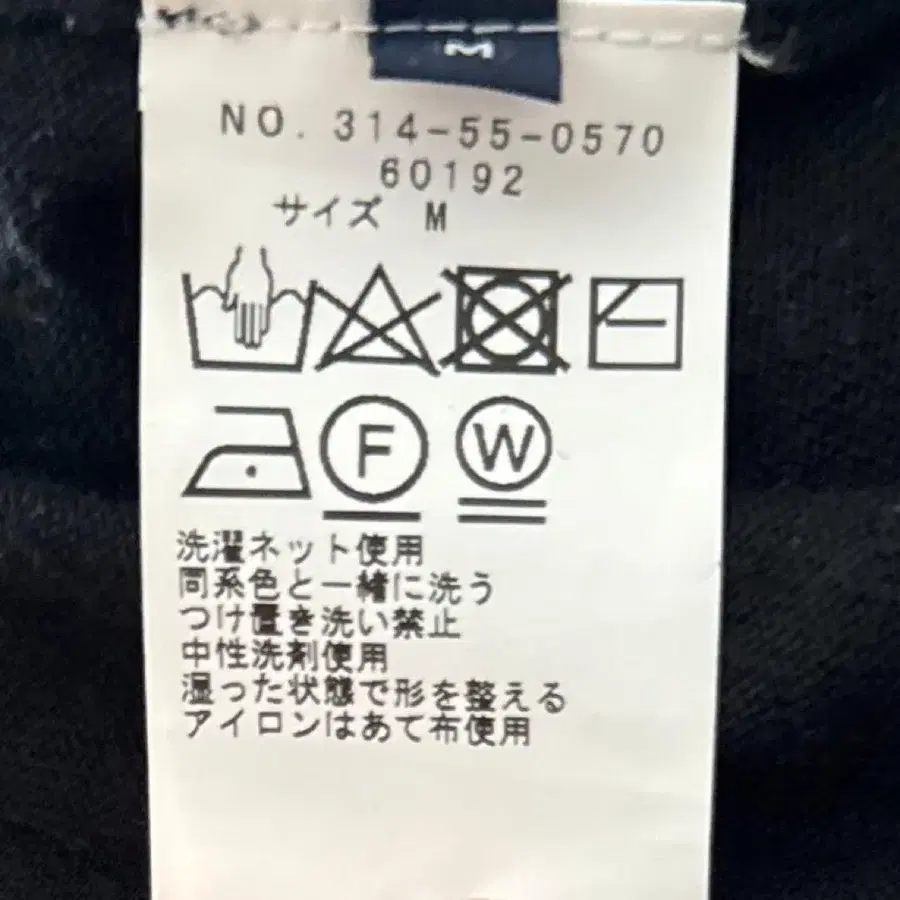 M
NO. 314-55-0570
60192
サイズ M
F W
洗濯ネット使用
同系色と一緒に洗う
つけ置き洗い禁止
中性洗剤使用
湿った状態で形を整える
アイロンはあて布使用